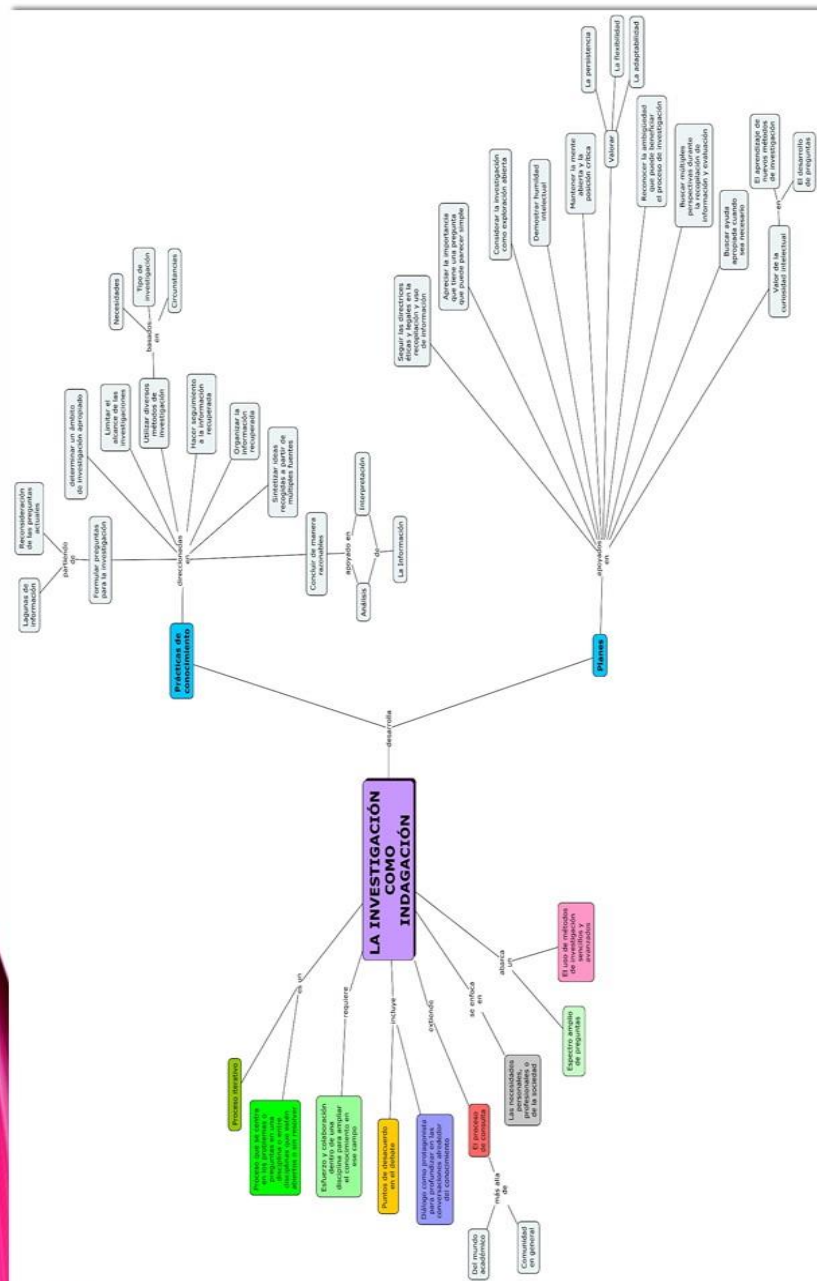 LA INVESTIGACIÓN
COMO
INDAGACIÓN
es un
Proceso iterativo
Proceso que se centra
en los problemas o
preguntas en una
disciplina o entre
disciplinas que están
abiertos o sin resolver
requiere
Esfuerzo y colaboración
dentro de una
disciplina para ampliar
el conocimiento en
ese campo
incluye
Puntos de desacuerdo
en el debate
Diálogo como protagonista
para profundizar en las
conversaciones alrededor
del conocimiento
extiende
El proceso
de consulta
más alla
de
Del mundo
académico
Comunidad
en general
se enfoca
en
Las necesidades
personales,
profesionales o
de la sociedad
abarca
un
Espectro amplio
de preguntas
El uso de métodos
de investigación
sencillos y
avanzados
desarrolla
Prácticas de
conocimiento
direccionadas
en
Formular preguntas
para la investigación
partiendo
de
Lagunas de
información
Reconsideración
de las preguntas
actuales
determinar un ámbito
de investigación apropiado
Limitar el
alcance de las
investigaciones
Utilizar diversos
métodos de
investigación
basados
en
Necesidades
Tipo de
investigación
Circunstancies
Hacer seguimiento
a la información
recuperada
Organizar la
información
recuperada
Sintetizar ideas
recogidas a partir de
múltiples fuentes
Concluir de manera
razonables
apoyado en
Análisis
Interpretación
de
La Información
Planes
apoyados
en
Seguir las directrices
éticas y legales en la
recopilación y uso
de información
Apreciar la importancia
que tiene una pregunta
que puede parecer simple
Considerar la investigación
como exploración abierta
Demostrar humildad
intelectual
Mantener la mente
abierta y la
posición crítica
Valorar
La persistencia
La flexibilidad
La adaptabilidad
Reconocer la ambigüedad
que puede beneficiar
el proceso de investigación
Buscar múltiples
perspectivas durante
la recopilación de
información y evaluación
Buscar ayuda
apropiada cuando
sea necesario
Valor de la
curiosidad intelectual
en
El aprendizaje de
nuevos métodos
de investigación
El desarollo
de preguntas